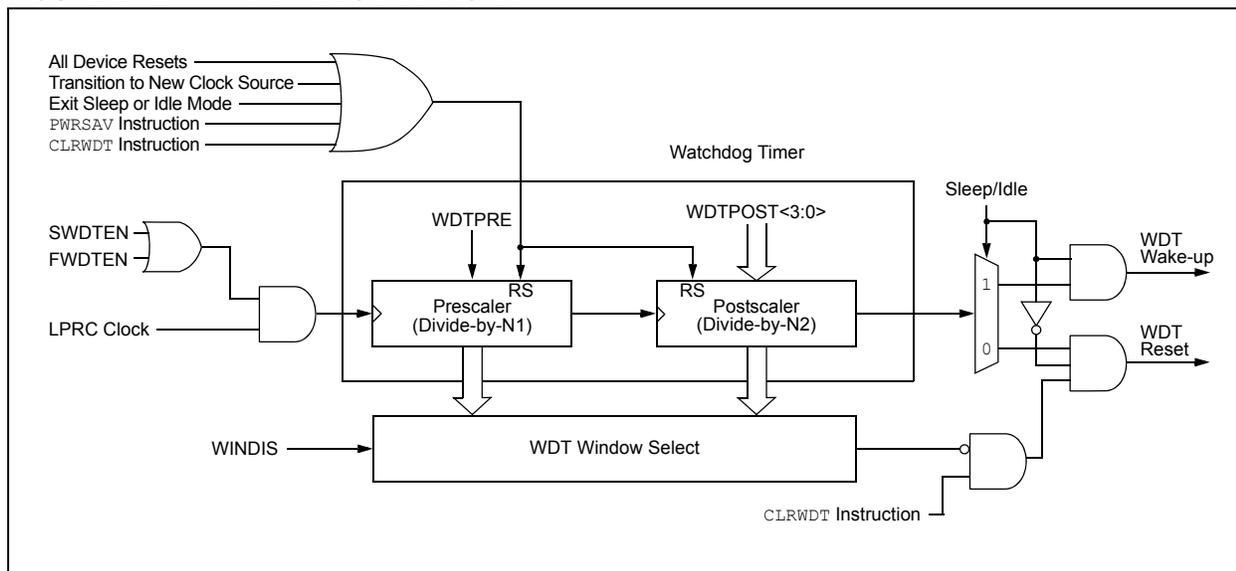 All Device Resets
Transition to New Clock Source
Exit Sleep or Idle Mode
PWRSAV Instruction
CLRWDT Instruction
Watchdog Timer
Sleep/Idle
WDTPRE
WDTPOST<3:0>
SWDTEN
FWDTEN
WDT
Wake-up
RS
RS
Prescaler
(Divide-by-N1)
Postscaler
(Divide-by-N2)
1
LPRC Clock
0
WDT
Reset
WINDIS
WDT Window Select
CLRWDT Instruction